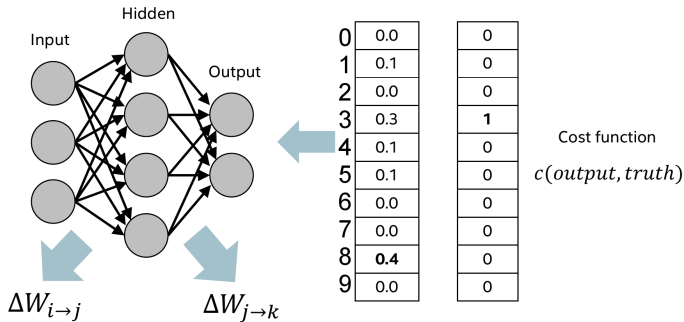 Hidden
Input
Output
0 0.0 0
1 0.1 0
2 0.0 0
3 0.3 1
4 0.1 0
5 0.1 0
6 0.0 0
7 0.0 0
8 0.4 0
9 0.0 0
Cost function
c(output, truth)
ΔW_{i→j}
ΔW_{j→k}